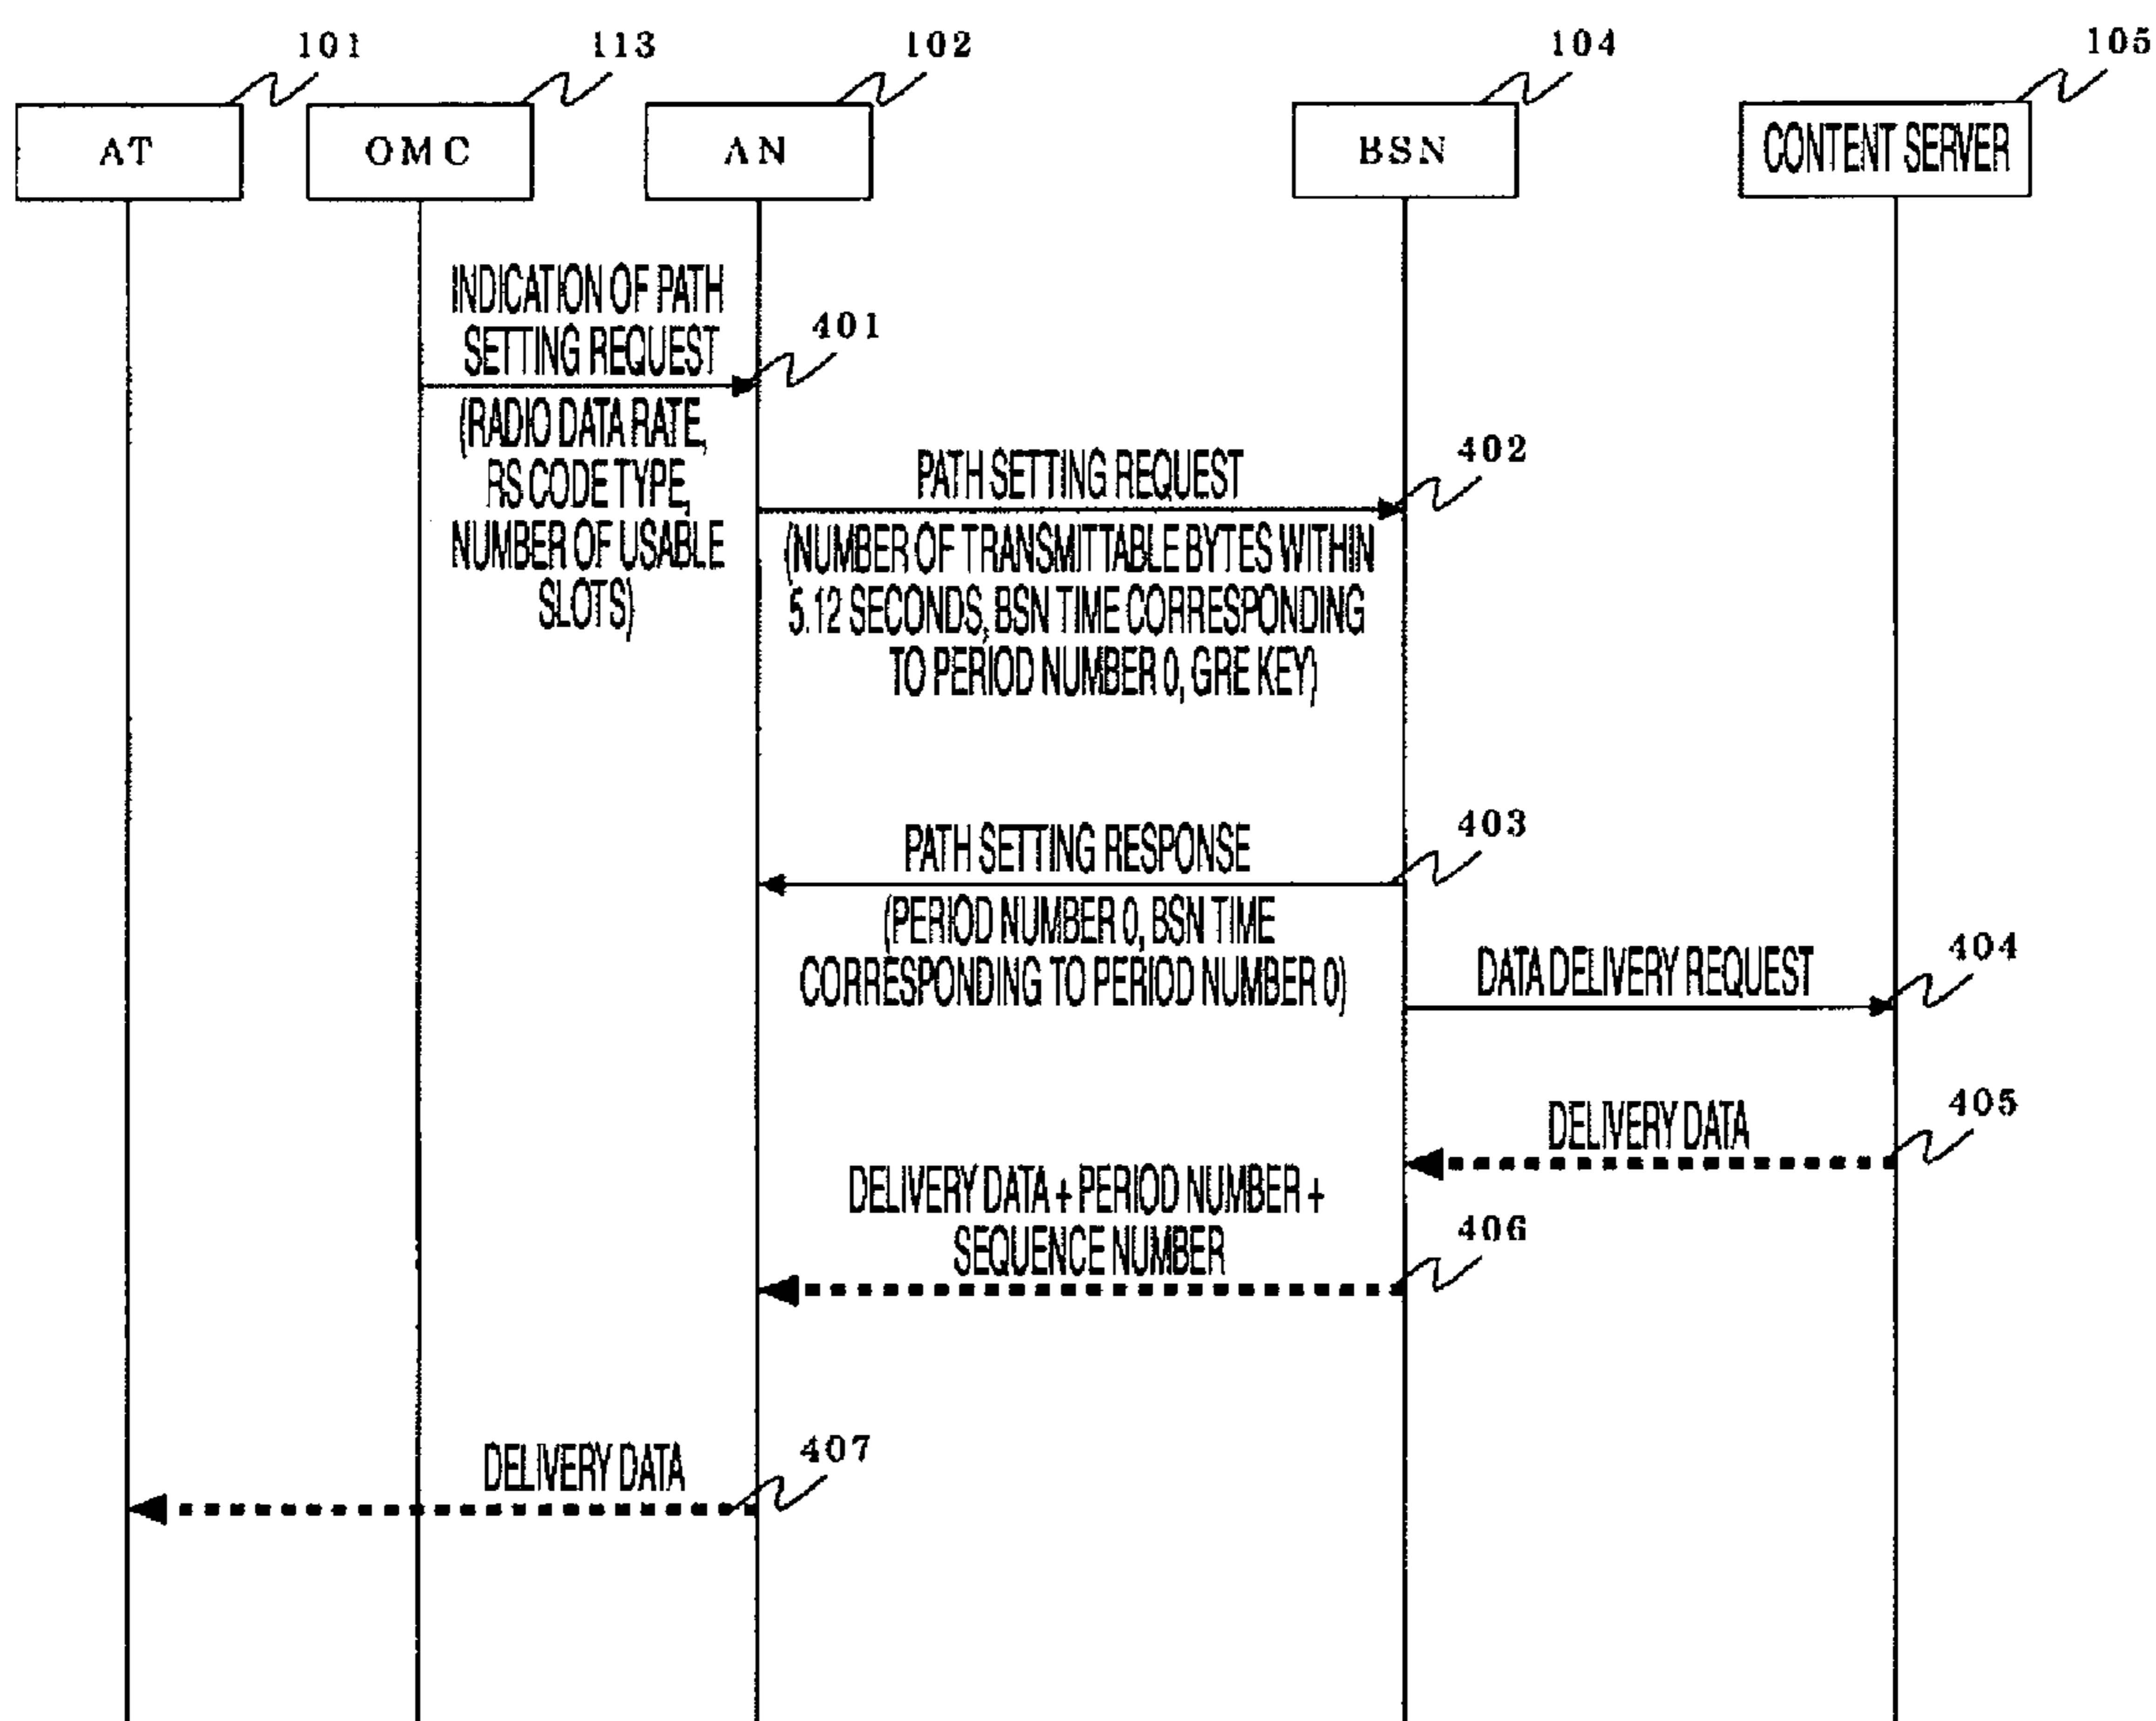 101
113
102
104
105
AT
OMC
AN
BSN
CONTENT SERVER
INDICATION OF PATH
SETTING REQUEST
401
(RADIO DATA RATE,
RS CODE TYPE,
NUMBER OF USABLE
SLOTS)
PATH SETTING REQUEST
402
(NUMBER OF TRANSMITTABLE BYTES WITHIN
5.12 SECONDS, BSN TIME CORRESPONDING
TO PERIOD NUMBER 0, GRE KEY)
PATH SETTING RESPONSE
403
(PERIOD NUMBER 0, BSN TIME
CORRESPONDING TO PERIOD NUMBER 0)
DATA DELIVERY REQUEST
404
DELIVERY DATA
405
DELIVERY DATA + PERIOD NUMBER +
SEQUENCE NUMBER
406
DELIVERY DATA
407